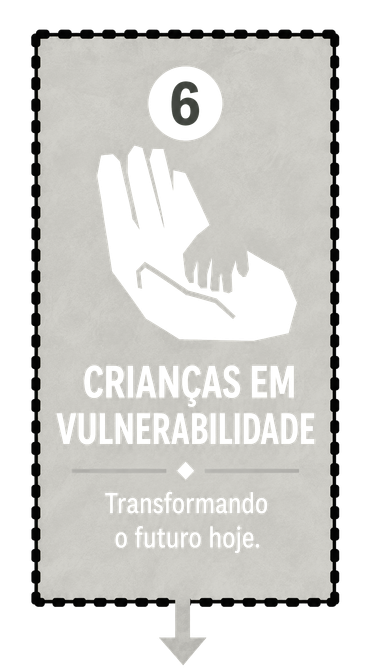 6
CRIANÇAS EM
VULNERABILIDADE
Transformando
o futuro hoje.